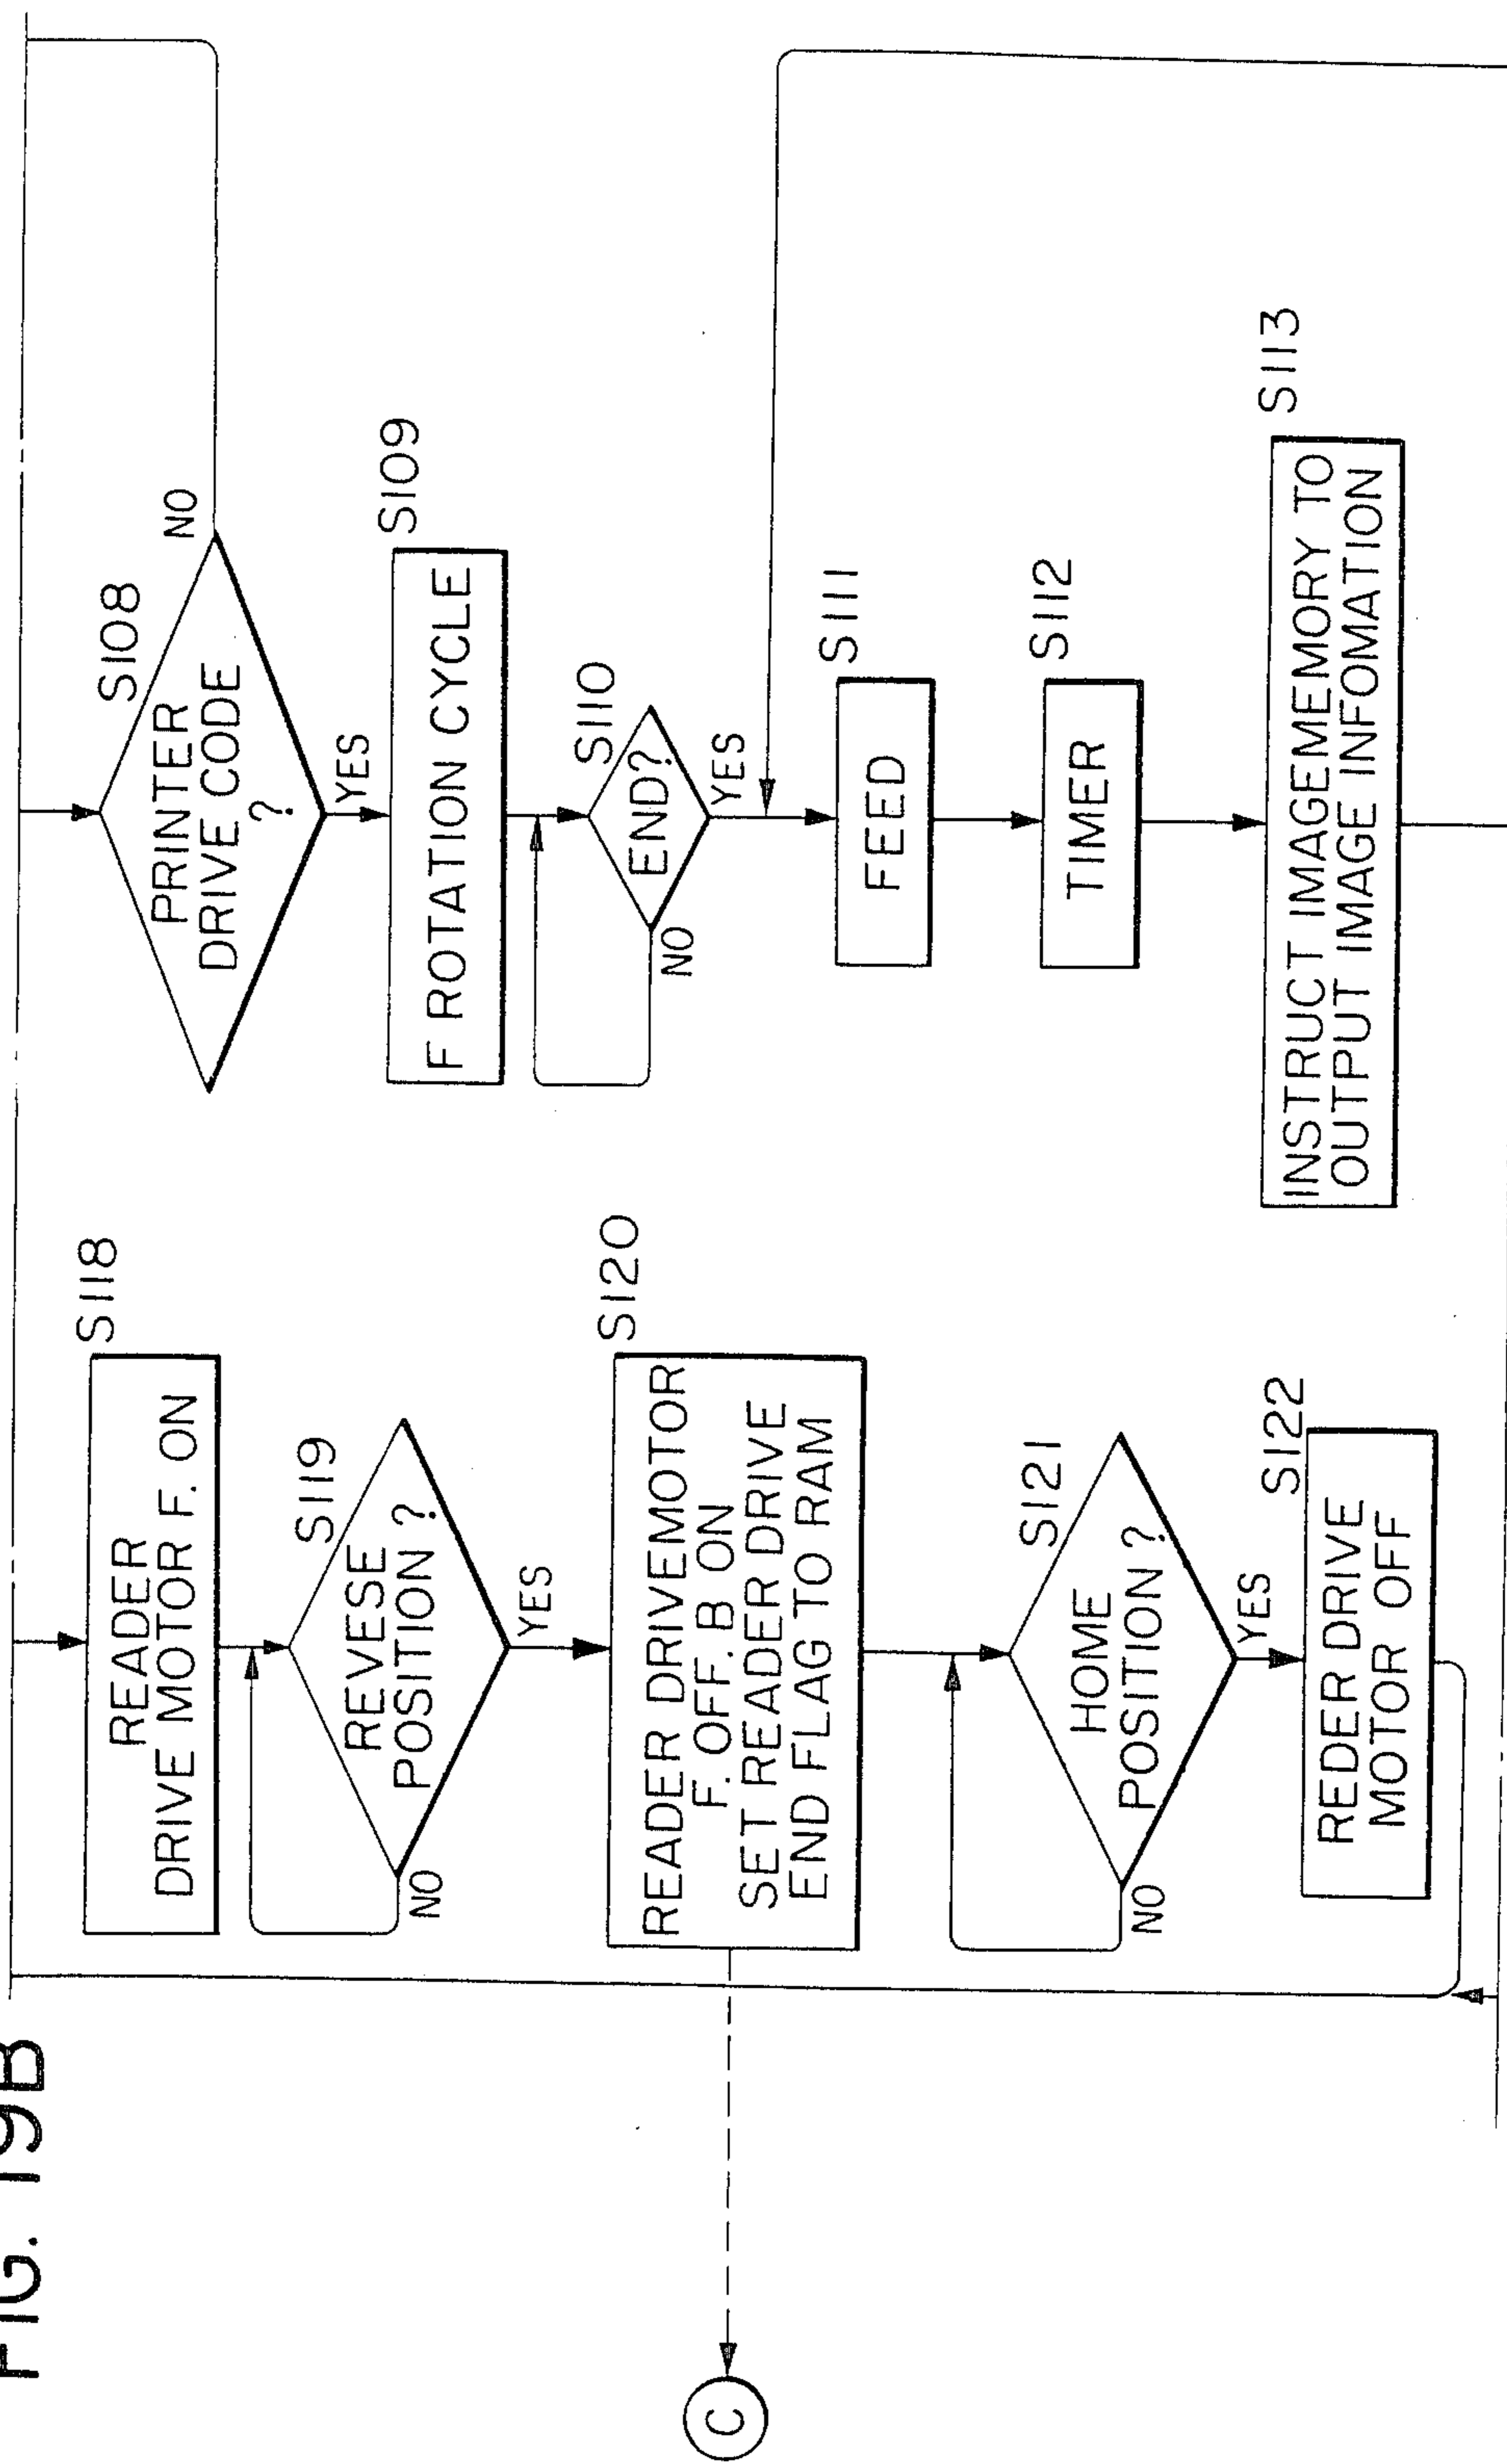 FIG. 19B
S118
READER
DRIVE MOTOR F. ON
S119
REVESE
POSITION ?
NO
YES
S120
READER DRIVEMOTOR
F. OFF. B ON
SET READER DRIVE
END FLAG TO RAM
C
S121
HOME
POSITION ?
NO
YES
S122
REDER DRIVE
MOTOR OFF
S108
PRINTER
DRIVE CODE
?
NO
YES
S109
F ROTATION CYCLE
S110
END?
NO
YES
S111
FEED
S112
TIMER
S113
INSTRUCT IMAGEMEMORY TO
OUTPUT IMAGE INFOMATION